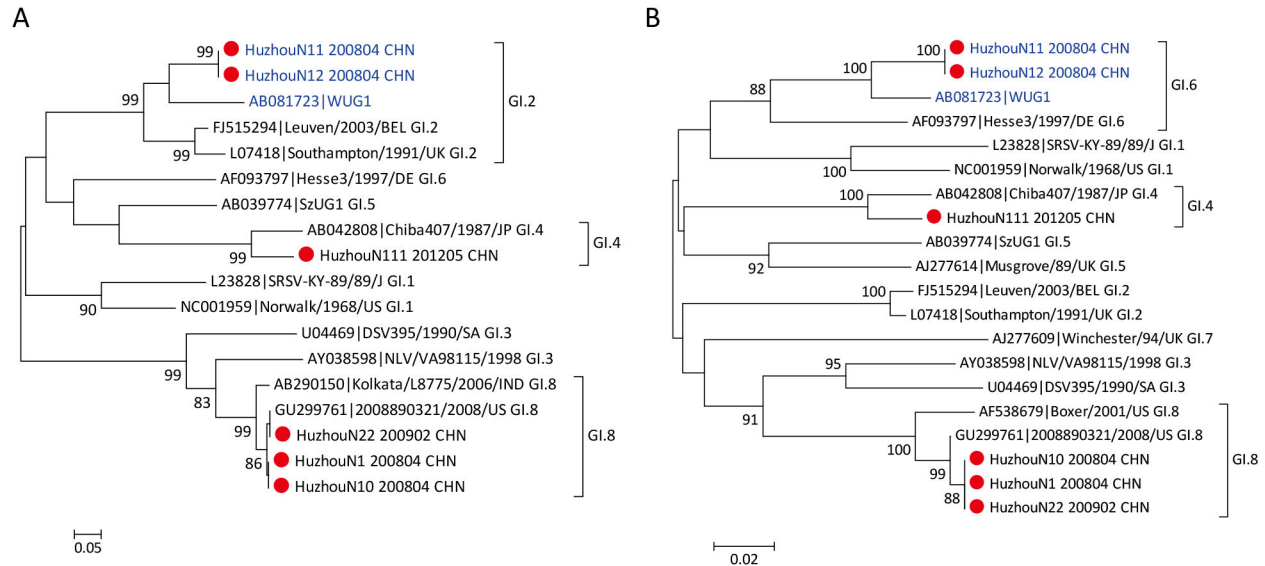 A
99
HuzhouN11 200804 CHN
HuzhouN12 200804 CHN
99
AB081723|WUG1
GI.2
FJ515294|Leuven/2003/BEL GI.2
99
L07418|Southampton/1991/UK GI.2
AF093797|Hesse3/1997/DE GI.6
AB039774|SzUG1 GI.5
AB042808|Chiba407/1987/JP GI.4
99
HuzhouN111 201205 CHN
GI.4
L23828|SRSV-KY-89/89/J GI.1
90
NC001959|Norwalk/1968/US GI.1
U04469|DSV395/1990/SA GI.3
99
AY038598|NLV/VA98115/1998 GI.3
83
AB290150|Kolkata/L8775/2006/IND GI.8
GU299761|2008890321/2008/US GI.8
99
HuzhouN22 200902 CHN
GI.8
86
HuzhouN1 200804 CHN
HuzhouN10 200804 CHN
0.05
B
100
HuzhouN11 200804 CHN
100
HuzhouN12 200804 CHN
88
AB081723|WUG1
GI.6
AF093797|Hesse3/1997/DE GI.6
L23828|SRSV-KY-89/89/J GI.1
100
NC001959|Norwalk/1968/US GI.1
100
AB042808|Chiba407/1987/JP GI.4
HuzhouN111 201205 CHN
GI.4
AB039774|SzUG1 GI.5
92
AJ277614|Musgrove/89/UK GI.5
100
FJ515294|Leuven/2003/BEL GI.2
L07418|Southampton/1991/UK GI.2
AJ277609|Winchester/94/UK GI.7
95
AY038598|NLV/VA98115/1998 GI.3
U04469|DSV395/1990/SA GI.3
91
AF538679|Boxer/2001/US GI.8
100
GU299761|2008890321/2008/US GI.8
99
HuzhouN10 200804 CHN
GI.8
88
HuzhouN1 200804 CHN
HuzhouN22 200902 CHN
0.02